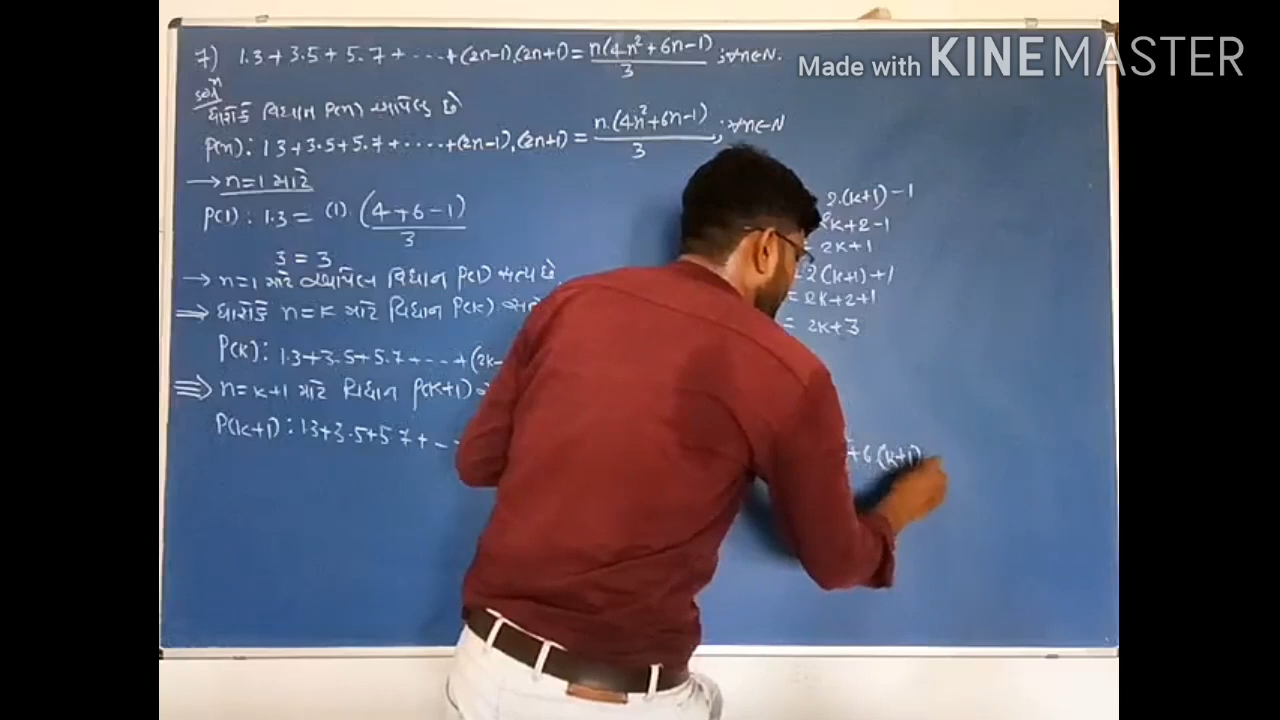 Made with KINEMASTER
7) 1.3 + 3.5 + 5.7 + ..... + (2n-1).(2n+1) = n(4n²+6n-1)/3 ; ∀n∈N.
solⁿ
ધારોકે વિધાન P(n) આપેલ છે
P(n): 1.3+3.5+5.7+.....+(2n-1).(2n+1) = n.(4n²+6n-1)/3 ; ∀n∈N
→ n=1 માટે
P(1): 1.3 = (1).(4+6-1)/3
3 = 3
→ n=1 માટે આપેલ વિધાન P(1) સત્ય છે
⇒ ધારોકે n=k માટે વિધાન P(k)
P(k): 1.3+3.5+5.7+---+(2k-
⇒ n=k+1 માટે વિધાન P(k+1)
P(k+1): 1.3+3.5+5.7+--
2.(k+1)-1
2k+2-1
= 2k+1
2(k+1)+1
= 2k+2+1
= 2k+3
+6.(k+1)